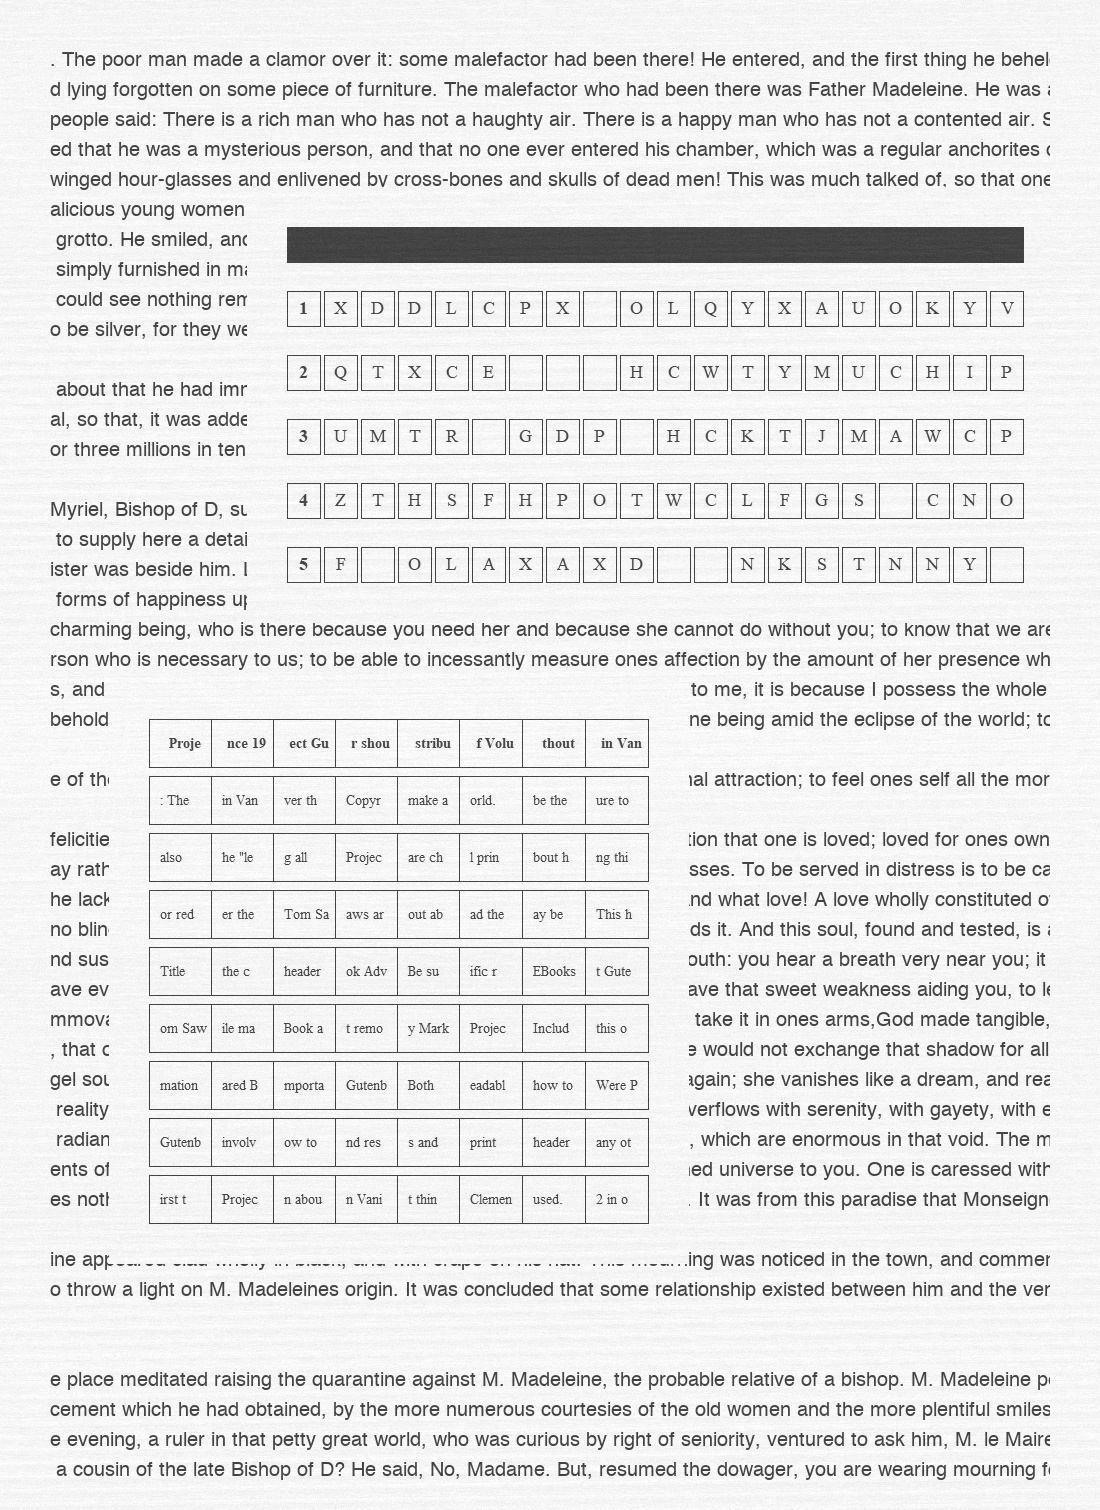 . The poor man made a clamor over it: some malefactor had been there! He entered, and the first thing he behel
d lying forgotten on some piece of furniture. The malefactor who had been there was Father Madeleine. He was a
people said: There is a rich man who has not a haughty air. There is a happy man who has not a contented air. S
ed that he was a mysterious person, and that no one ever entered his chamber, which was a regular anchorites
winged hour-glasses and enlivened by cross-bones and skulls of dead men! This was much talked of, so that one
alicious young women
grotto. He smiled, and
simply furnished in ma
could see nothing rem
o be silver, for they we
about that he had imm
al, so that, it was adde
or three millions in ten
Myriel, Bishop of D, su
to supply here a detai
ister was beside him. L
forms of happiness up
1 X D D L C P X O L Q Y X A U O K Y V
2 Q T X C E H C W T Y M U C H I P
3 U M T R G D P H C K T J M A W C P
4 Z T H S F H P O T W C L F G S C N O
5 F O L A X A X D N K S T N N Y
charming being, who is there because you need her and because she cannot do without you; to know that we are
rson who is necessary to us; to be able to incessantly measure ones affection by the amount of her presence wh
s, and to me, it is because I possess the whole
behold ne being amid the eclipse of the world; to
e of the nal attraction; to feel ones self all the mor
felicitie tion that one is loved; loved for ones own
ay rath sses. To be served in distress is to be ca
he lack and what love! A love wholly constituted o
no blin ds it. And this soul, found and tested, is a
nd sus outh: you hear a breath very near you; it
ave ev ave that sweet weakness aiding you, to le
mmova take it in ones arms,God made tangible,
, that c e would not exchange that shadow for all
gel sou again; she vanishes like a dream, and rea
reality verflows with serenity, with gayety, with e
radian , which are enormous in that void. The m
ents of ned universe to you. One is caressed with
es noth . It was from this paradise that Monseign
Proje nce 19 ect Gu r shou stribu f Volu thout in Van
: The in Van ver th Copyr make a orld. be the ure to
also he "le g all Projec are ch l prin bout h ng thi
or red er the Tom Sa aws ar out ab ad the ay be This h
Title the c header ok Adv Be su ific r EBooks t Gute
om Saw ile ma Book a t remo y Mark Projec Includ this o
mation ared B mporta Gutenb Both eadabl how to Were P
Gutenb involv ow to nd res s and print header any ot
irst t Projec n abou n Vani t thin Clemen used. 2 in o
ine appeared clad wholly in black, and with crape on his hat. This mourning was noticed in the town, and commen
o throw a light on M. Madeleines origin. It was concluded that some relationship existed between him and the ven
e place meditated raising the quarantine against M. Madeleine, the probable relative of a bishop. M. Madeleine pe
cement which he had obtained, by the more numerous courtesies of the old women and the more plentiful smiles
e evening, a ruler in that petty great world, who was curious by right of seniority, ventured to ask him, M. le Maire
a cousin of the late Bishop of D? He said, No, Madame. But, resumed the dowager, you are wearing mourning fo